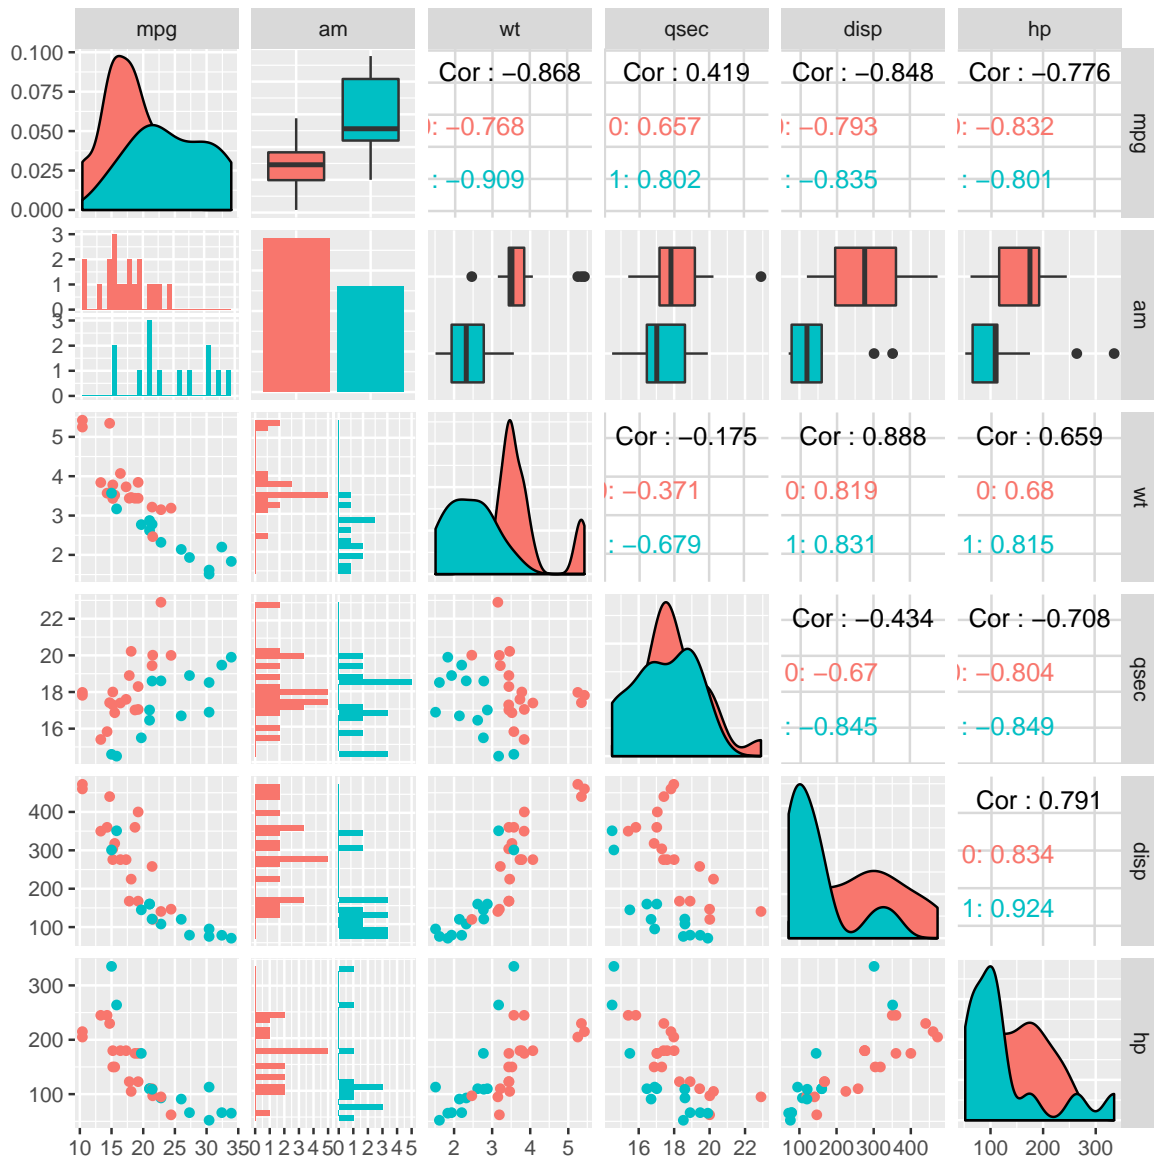 mpg am wt qsec disp hp
0.100
0.075
0.050
0.025
0.000
Cor : −0.868
: −0.768
: −0.909
Cor : 0.419
0: 0.657
1: 0.802
Cor : −0.848
: −0.793
: −0.835
Cor : −0.776
: −0.832
: −0.801
mpg
3
2
1
0
3
2
1
0
am
5
4
3
2
Cor : −0.175
: −0.371
: −0.679
Cor : 0.888
0: 0.819
1: 0.831
Cor : 0.659
0: 0.68
1: 0.815
wt
22
20
18
16
Cor : −0.434
0: −0.67
: −0.845
Cor : −0.708
: −0.804
: −0.849
qsec
400
300
200
100
Cor : 0.791
0: 0.834
1: 0.924
disp
300
200
100
hp
10 15 20 25 30 35 0 1 2 3 4 5 0 1 2 3 4 5 2 3 4 5 16 18 20 22 100 200 300 400 100 200 300